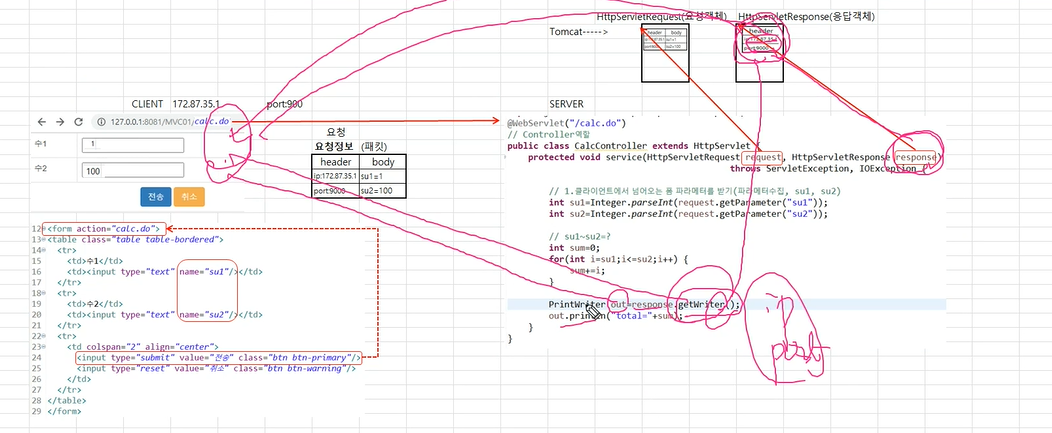 HttpServletRequest(요청객체) HttpServletResponse(응답객체)
Tomcat----->
header body
ip:172.87.35.1 su1=1
port:9000 su2=100
header
ip:172.87.35.1
port:9000
CLIENT 172.87.35.1 port:900
SERVER
127.0.0.1:8081/MVC01/calc.do
수1 1
수2 100
전송 취소
요청
요청정보 (패킷)
header body
ip:172.87.35.1 su1=1
port:9000 su2=100
@WebServlet("/calc.do")
// Controller역할
public class CalcController extends HttpServlet {
protected void service(HttpServletRequest request, HttpServletResponse response)
throws ServletException, IOException {
// 1.클라이언트에서 넘어오는 폼 파라메터를 받기(파라메터수집, su1, su2)
int su1=Integer.parseInt(request.getParameter("su1"));
int su2=Integer.parseInt(request.getParameter("su2"));
// su1~su2=?
int sum=0;
for(int i=su1;i<=su2;i++) {
sum+=i;
}
PrintWriter out=response.getWriter();
out.println("total="+sum);
}
}
12 <form action="calc.do">
13 <table class="table table-bordered">
14 <tr>
15 <td>수1</td>
16 <td><input type="text" name="su1"/></td>
17 </tr>
18 <tr>
19 <td>수2</td>
20 <td><input type="text" name="su2"/></td>
21 </tr>
22 <tr>
23 <td colspan="2" align="center">
24 <input type="submit" value="전송" class="btn btn-primary"/>
25 <input type="reset" value="취소" class="btn btn-warning"/>
26 </td>
27 </tr>
28 </table>
29 </form>
ip
port